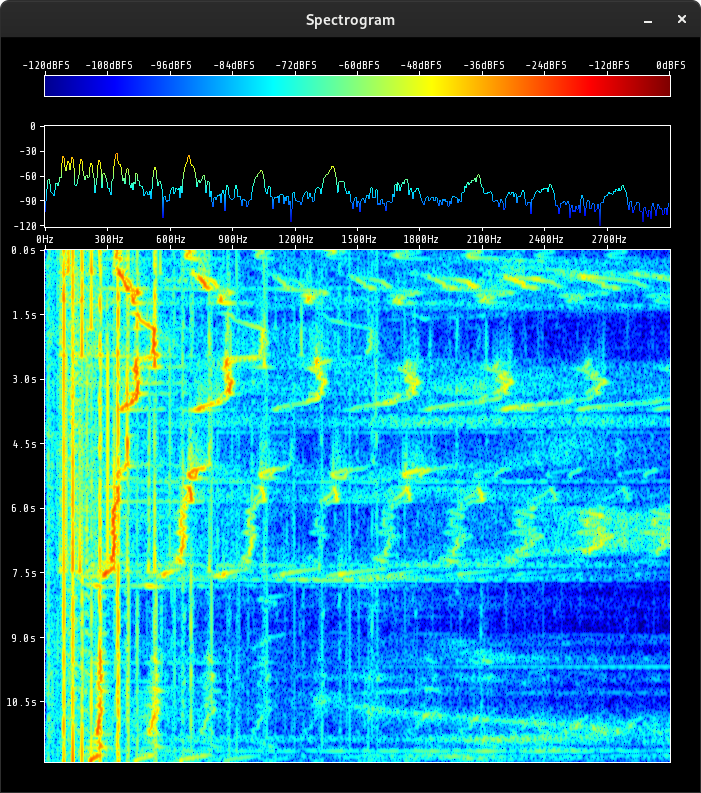 Spectrogram
-120dBFS -108dBFS -96dBFS -84dBFS -72dBFS -60dBFS -48dBFS -36dBFS -24dBFS -12dBFS 0dBFS
0
-30
-60
-90
-120
0Hz 300Hz 600Hz 900Hz 1200Hz 1500Hz 1800Hz 2100Hz 2400Hz 2700Hz
0.0s
1.5s
3.0s
4.5s
6.0s
7.5s
9.0s
10.5s